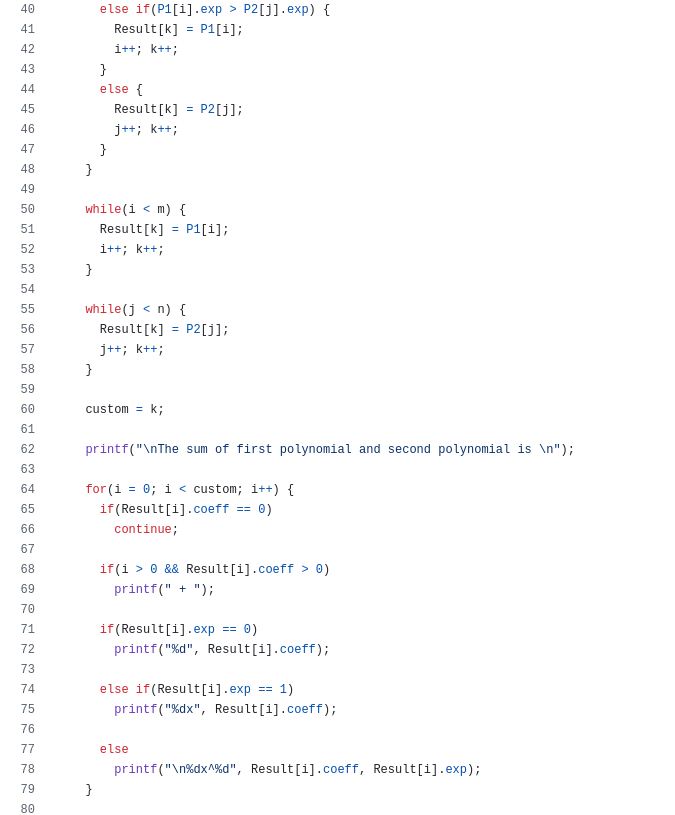 40 else if(P1[i].exp > P2[j].exp) {
41 Result[k] = P1[i];
42 i++; k++;
43 }
44 else {
45 Result[k] = P2[j];
46 j++; k++;
47 }
48 }
49
50 while(i < m) {
51 Result[k] = P1[i];
52 i++; k++;
53 }
54
55 while(j < n) {
56 Result[k] = P2[j];
57 j++; k++;
58 }
59
60 custom = k;
61
62 printf("\nThe sum of first polynomial and second polynomial is \n");
63
64 for(i = 0; i < custom; i++) {
65 if(Result[i].coeff == 0)
66 continue;
67
68 if(i > 0 && Result[i].coeff > 0)
69 printf(" + ");
70
71 if(Result[i].exp == 0)
72 printf("%d", Result[i].coeff);
73
74 else if(Result[i].exp == 1)
75 printf("%dx", Result[i].coeff);
76
77 else
78 printf("\n%dx^%d", Result[i].coeff, Result[i].exp);
79 }
80